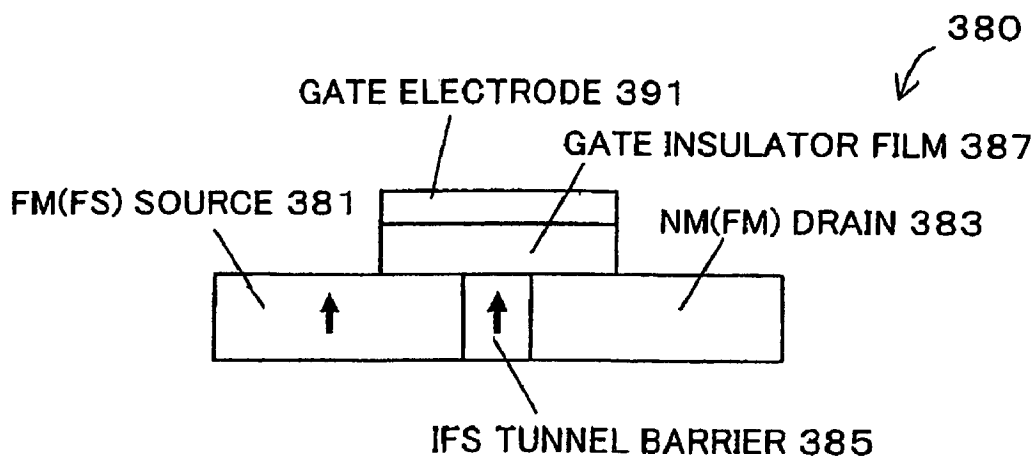 380
GATE ELECTRODE 391
GATE INSULATOR FILM 387
FM(FS) SOURCE 381
NM(FM) DRAIN 383
IFS TUNNEL BARRIER 385